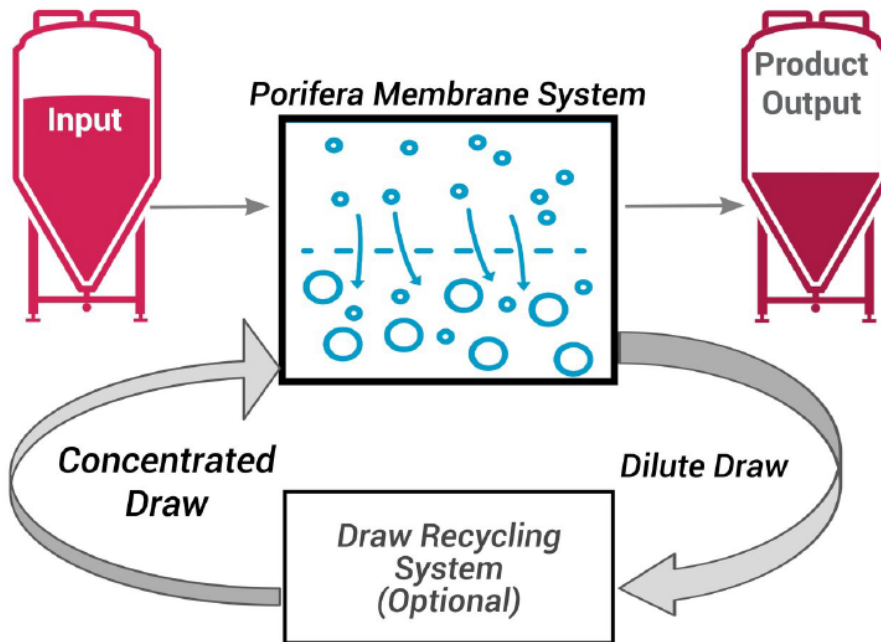 Input
Porifera Membrane System
Product
Output
Concentrated
Draw
Dilute Draw
Draw Recycling
System
(Optional)